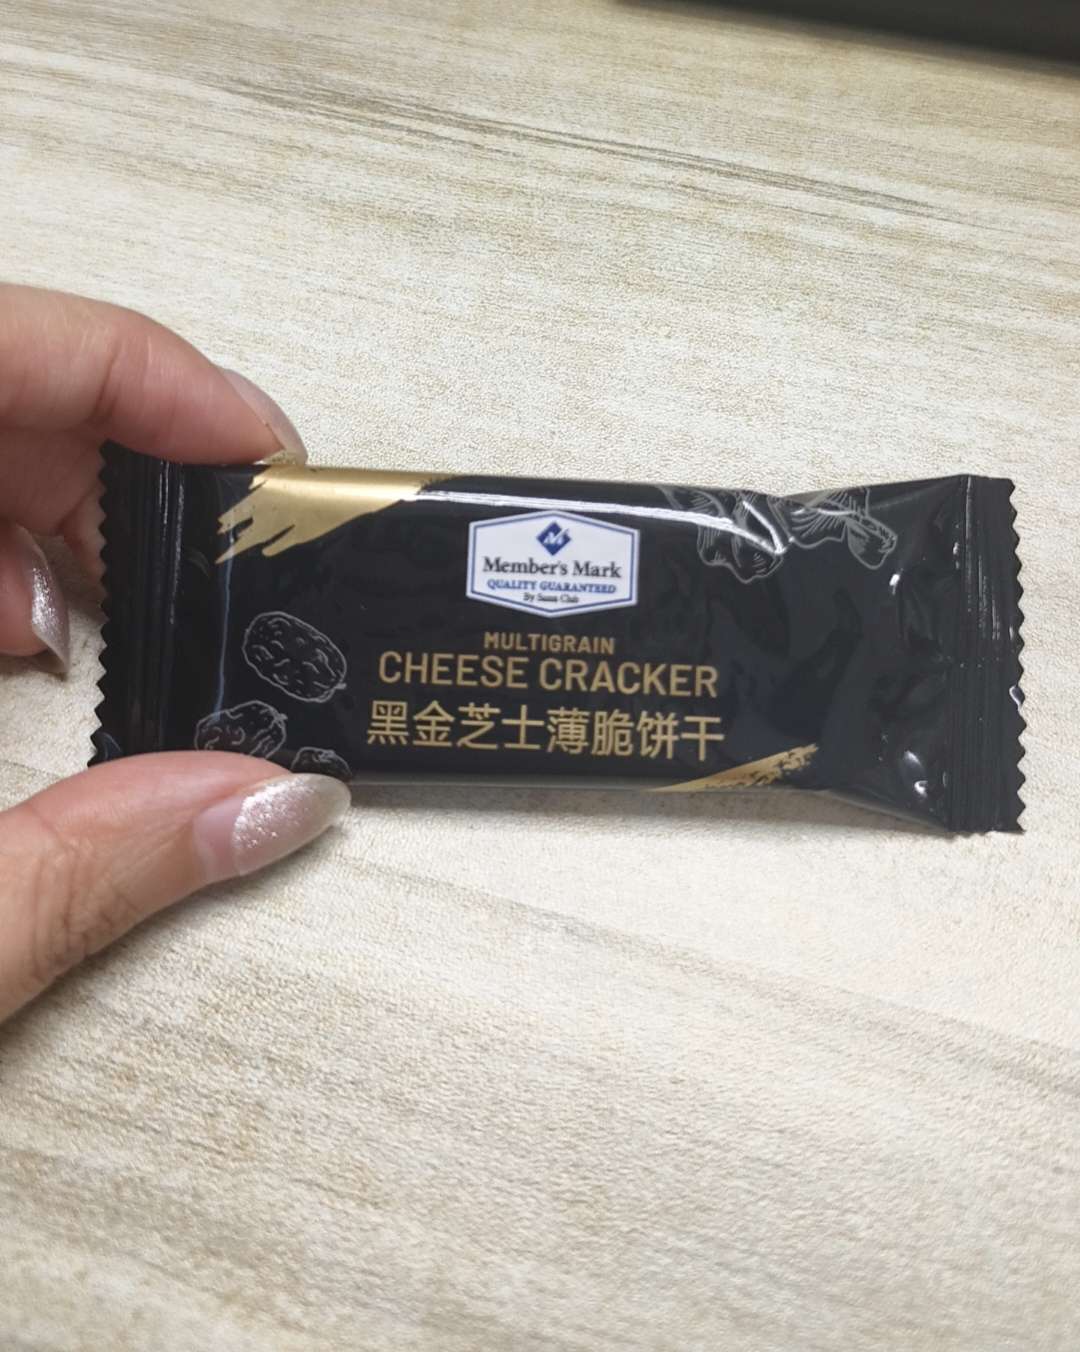 Member's Mark
QUALITY GUARANTEED
By Sam's Club
MULTIGRAIN
CHEESE CRACKER
黑金芝士薄脆饼干